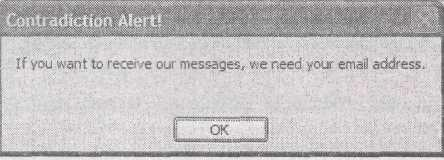 Contradiction Alert!
If you want to receive our messages, we need your email address.
OK